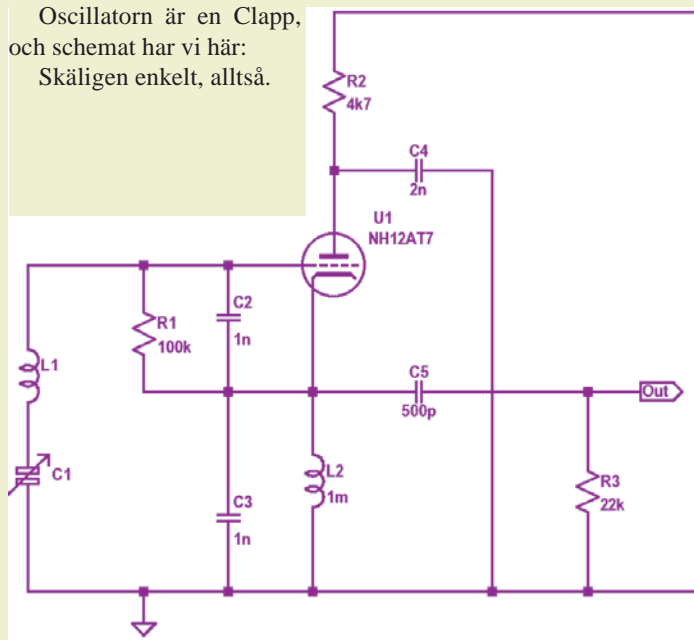 Oscillatorn är en Clapp,
och schemat har vi här:
Skäligen enkelt, alltså.
R2
4k7
C4
2n
U1
NH12AT7
C2
1n
R1
100k
L1
C5
500p
Out
C1
L2
1m
C3
1n
R3
22k